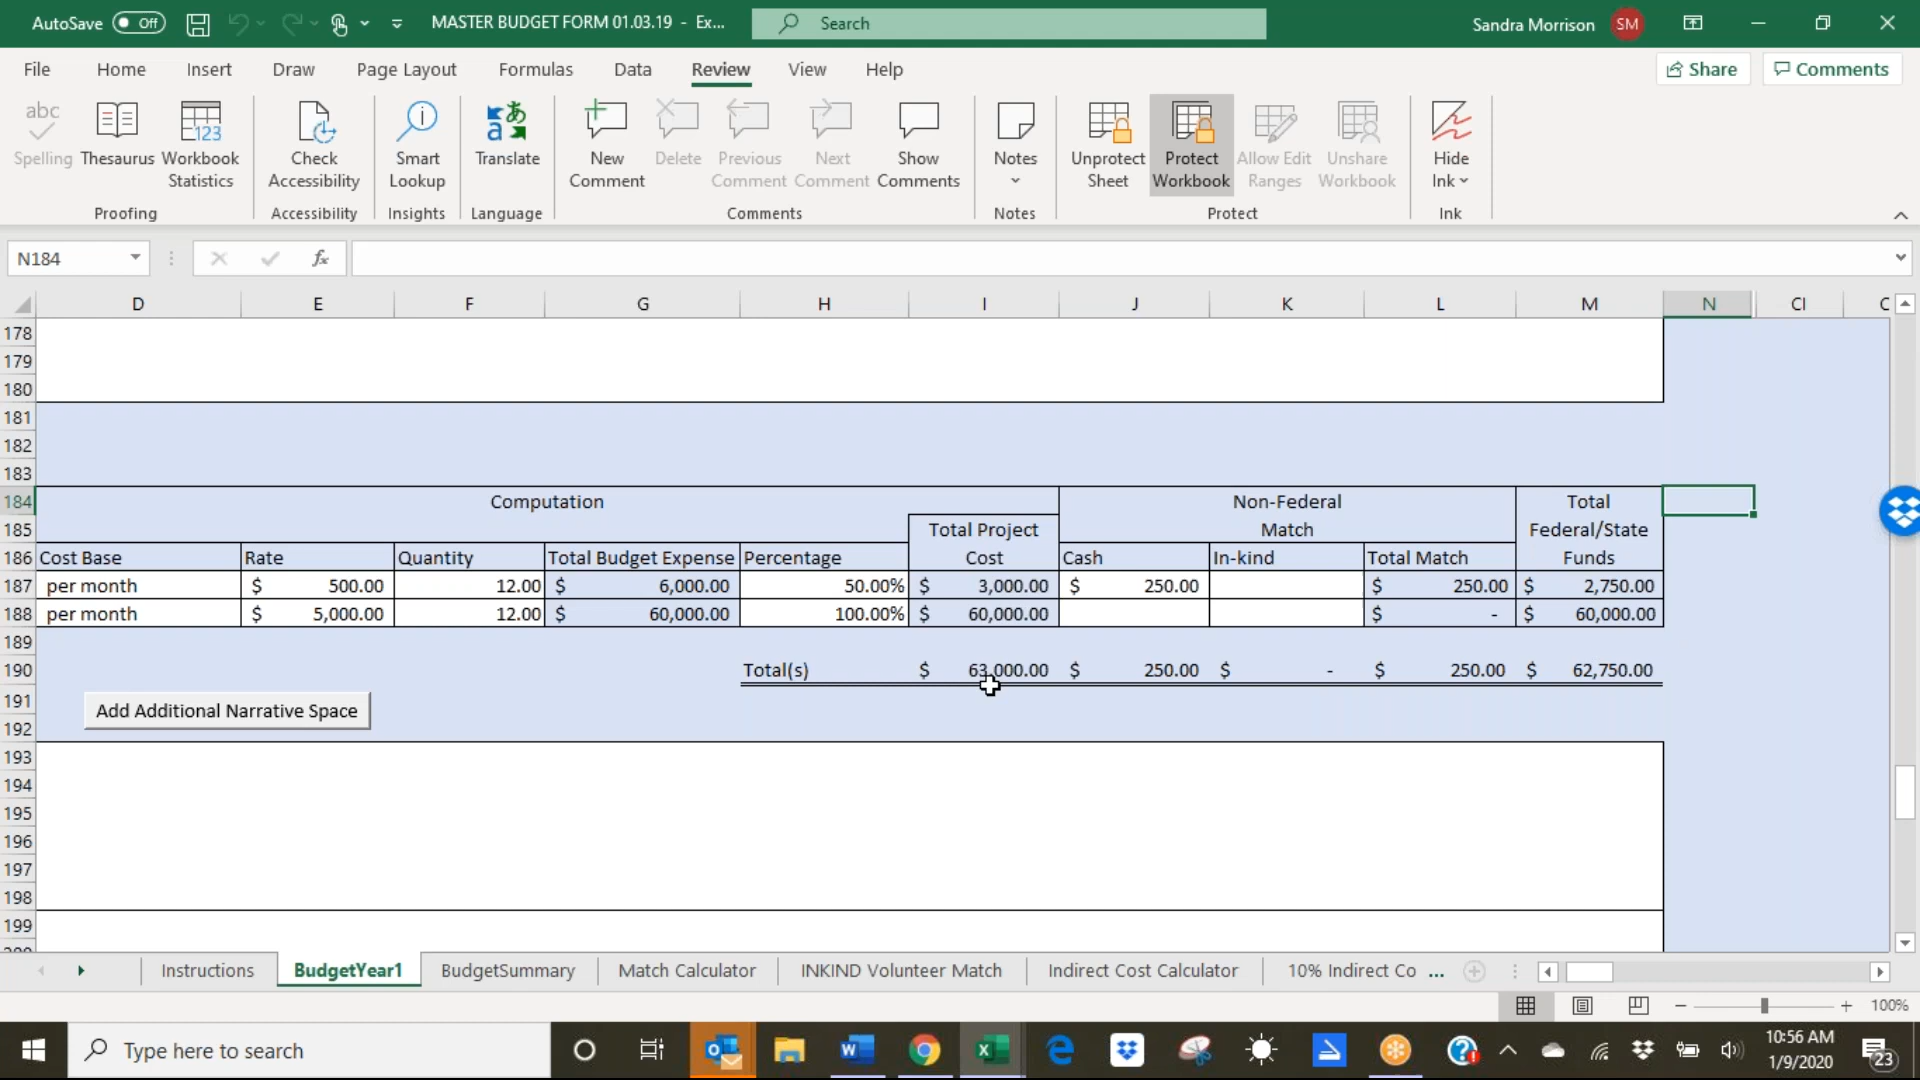 AutoSave Off MASTER BUDGET FORM 01.03.19 - Ex... Search Sandra Morrison SM
File Home Insert Draw Page Layout Formulas Data Review View Help Share Comments
abc
Spelling Thesaurus Workbook Statistics Check Accessibility Smart Lookup Translate New Comment Delete Previous Comment Next Comment Show Comments Notes Unprotect Sheet Protect Workbook Allow Edit Ranges Unshare Workbook Hide Ink
Proofing Accessibility Insights Language Comments Notes Protect Ink
N184 fx
D E F G H I J K L M N CI C
178
179
180
181
182
183
184 Computation Non-Federal Total
185 Total Project Match Federal/State
186 Cost Base Rate Quantity Total Budget Expense Percentage Cost Cash In-kind Total Match Funds
187 per month $ 500.00 12.00 $ 6,000.00 50.00% $ 3,000.00 $ 250.00 $ 250.00 $ 2,750.00
188 per month $ 5,000.00 12.00 $ 60,000.00 100.00% $ 60,000.00 $ - $ 60,000.00
189
190 Total(s) $ 63,000.00 $ 250.00 $ - $ 250.00 $ 62,750.00
191 Add Additional Narrative Space
192
193
194
195
196
197
198
199
Instructions BudgetYear1 BudgetSummary Match Calculator INKIND Volunteer Match Indirect Cost Calculator 10% Indirect Co ...
100%
Type here to search 10:56 AM
1/9/2020 23